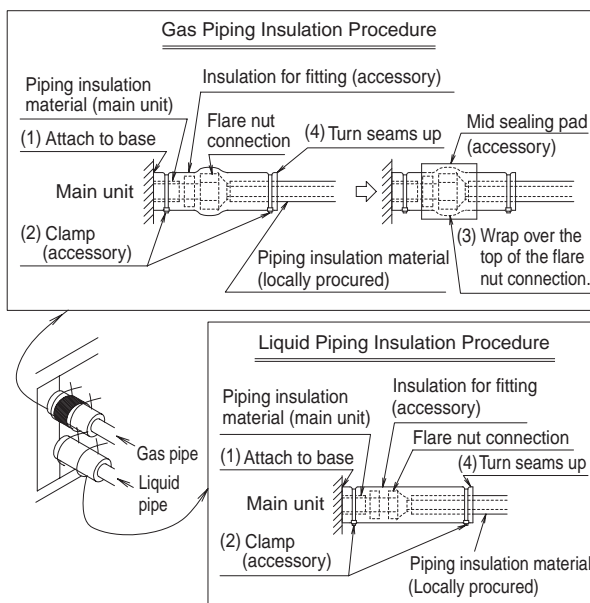 Gas Piping Insulation Procedure
Piping insulation
material (main unit)
Insulation for fitting (accessory)
(1) Attach to base
Flare nut
connection
(4) Turn seams up
Mid sealing pad
(accessory)
Main unit
(2) Clamp
(accessory)
Piping insulation material
(locally procured)
(3) Wrap over the
top of the flare
nut connection.
Gas pipe
Liquid
pipe
Liquid Piping Insulation Procedure
Piping insulation
material (main unit)
Insulation for fitting
(accessory)
Flare nut connection
(1) Attach to base
(4) Turn seams up
Main unit
(2) Clamp
(accessory)
Piping insulation material
(Locally procured)